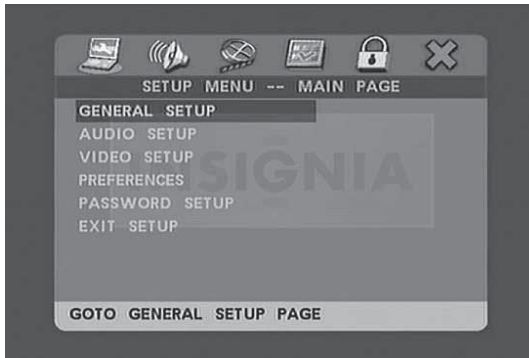 SETUP MENU -- MAIN PAGE
GENERAL SETUP
AUDIO SETUP
VIDEO SETUP
PREFERENCES
PASSWORD SETUP
EXIT SETUP
INSIGNIA
GOTO GENERAL SETUP PAGE